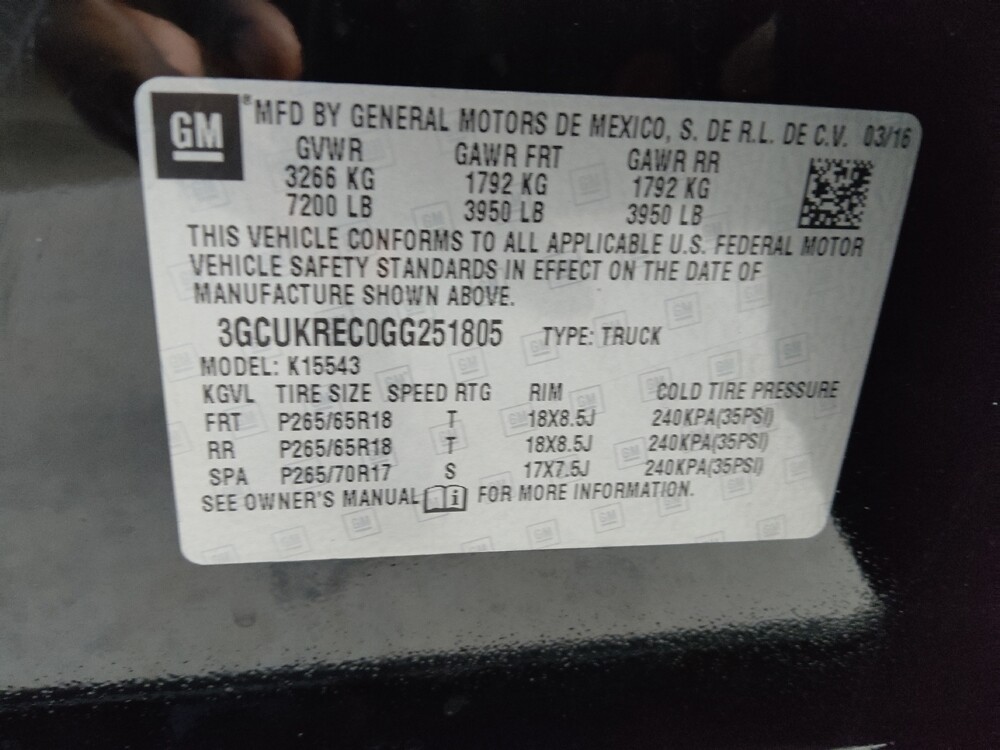 GM ® MFD BY GENERAL MOTORS DE MEXICO, S. DE R.L. DE C.V. 03/16
GVWR GAWR FRT GAWR RR
3266 KG 1792 KG 1792 KG
7200 LB 3950 LB 3950 LB
THIS VEHICLE CONFORMS TO ALL APPLICABLE U.S. FEDERAL MOTOR
VEHICLE SAFETY STANDARDS IN EFFECT ON THE DATE OF
MANUFACTURE SHOWN ABOVE.
3GCUKREC0GG251805 TYPE: TRUCK
MODEL: K15543
KGVL TIRE SIZE SPEED RTG RIM COLD TIRE PRESSURE
FRT P265/65R18 T 18X8.5J 240KPA(35PSI)
RR P265/65R18 T 18X8.5J 240KPA(35PSI)
SPA P265/70R17 S 17X7.5J 240KPA(35PSI)
SEE OWNER'S MANUAL i FOR MORE INFORMATION.